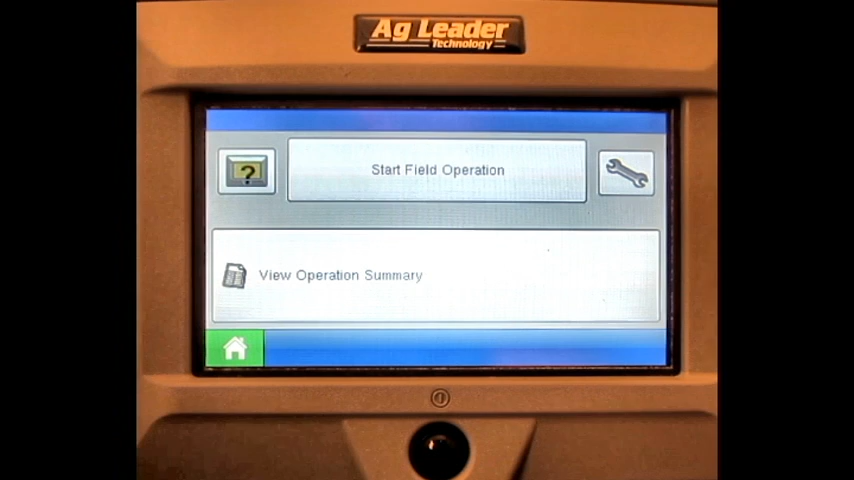 Ag Leader
Technology
?
Start Field Operation
View Operation Summary